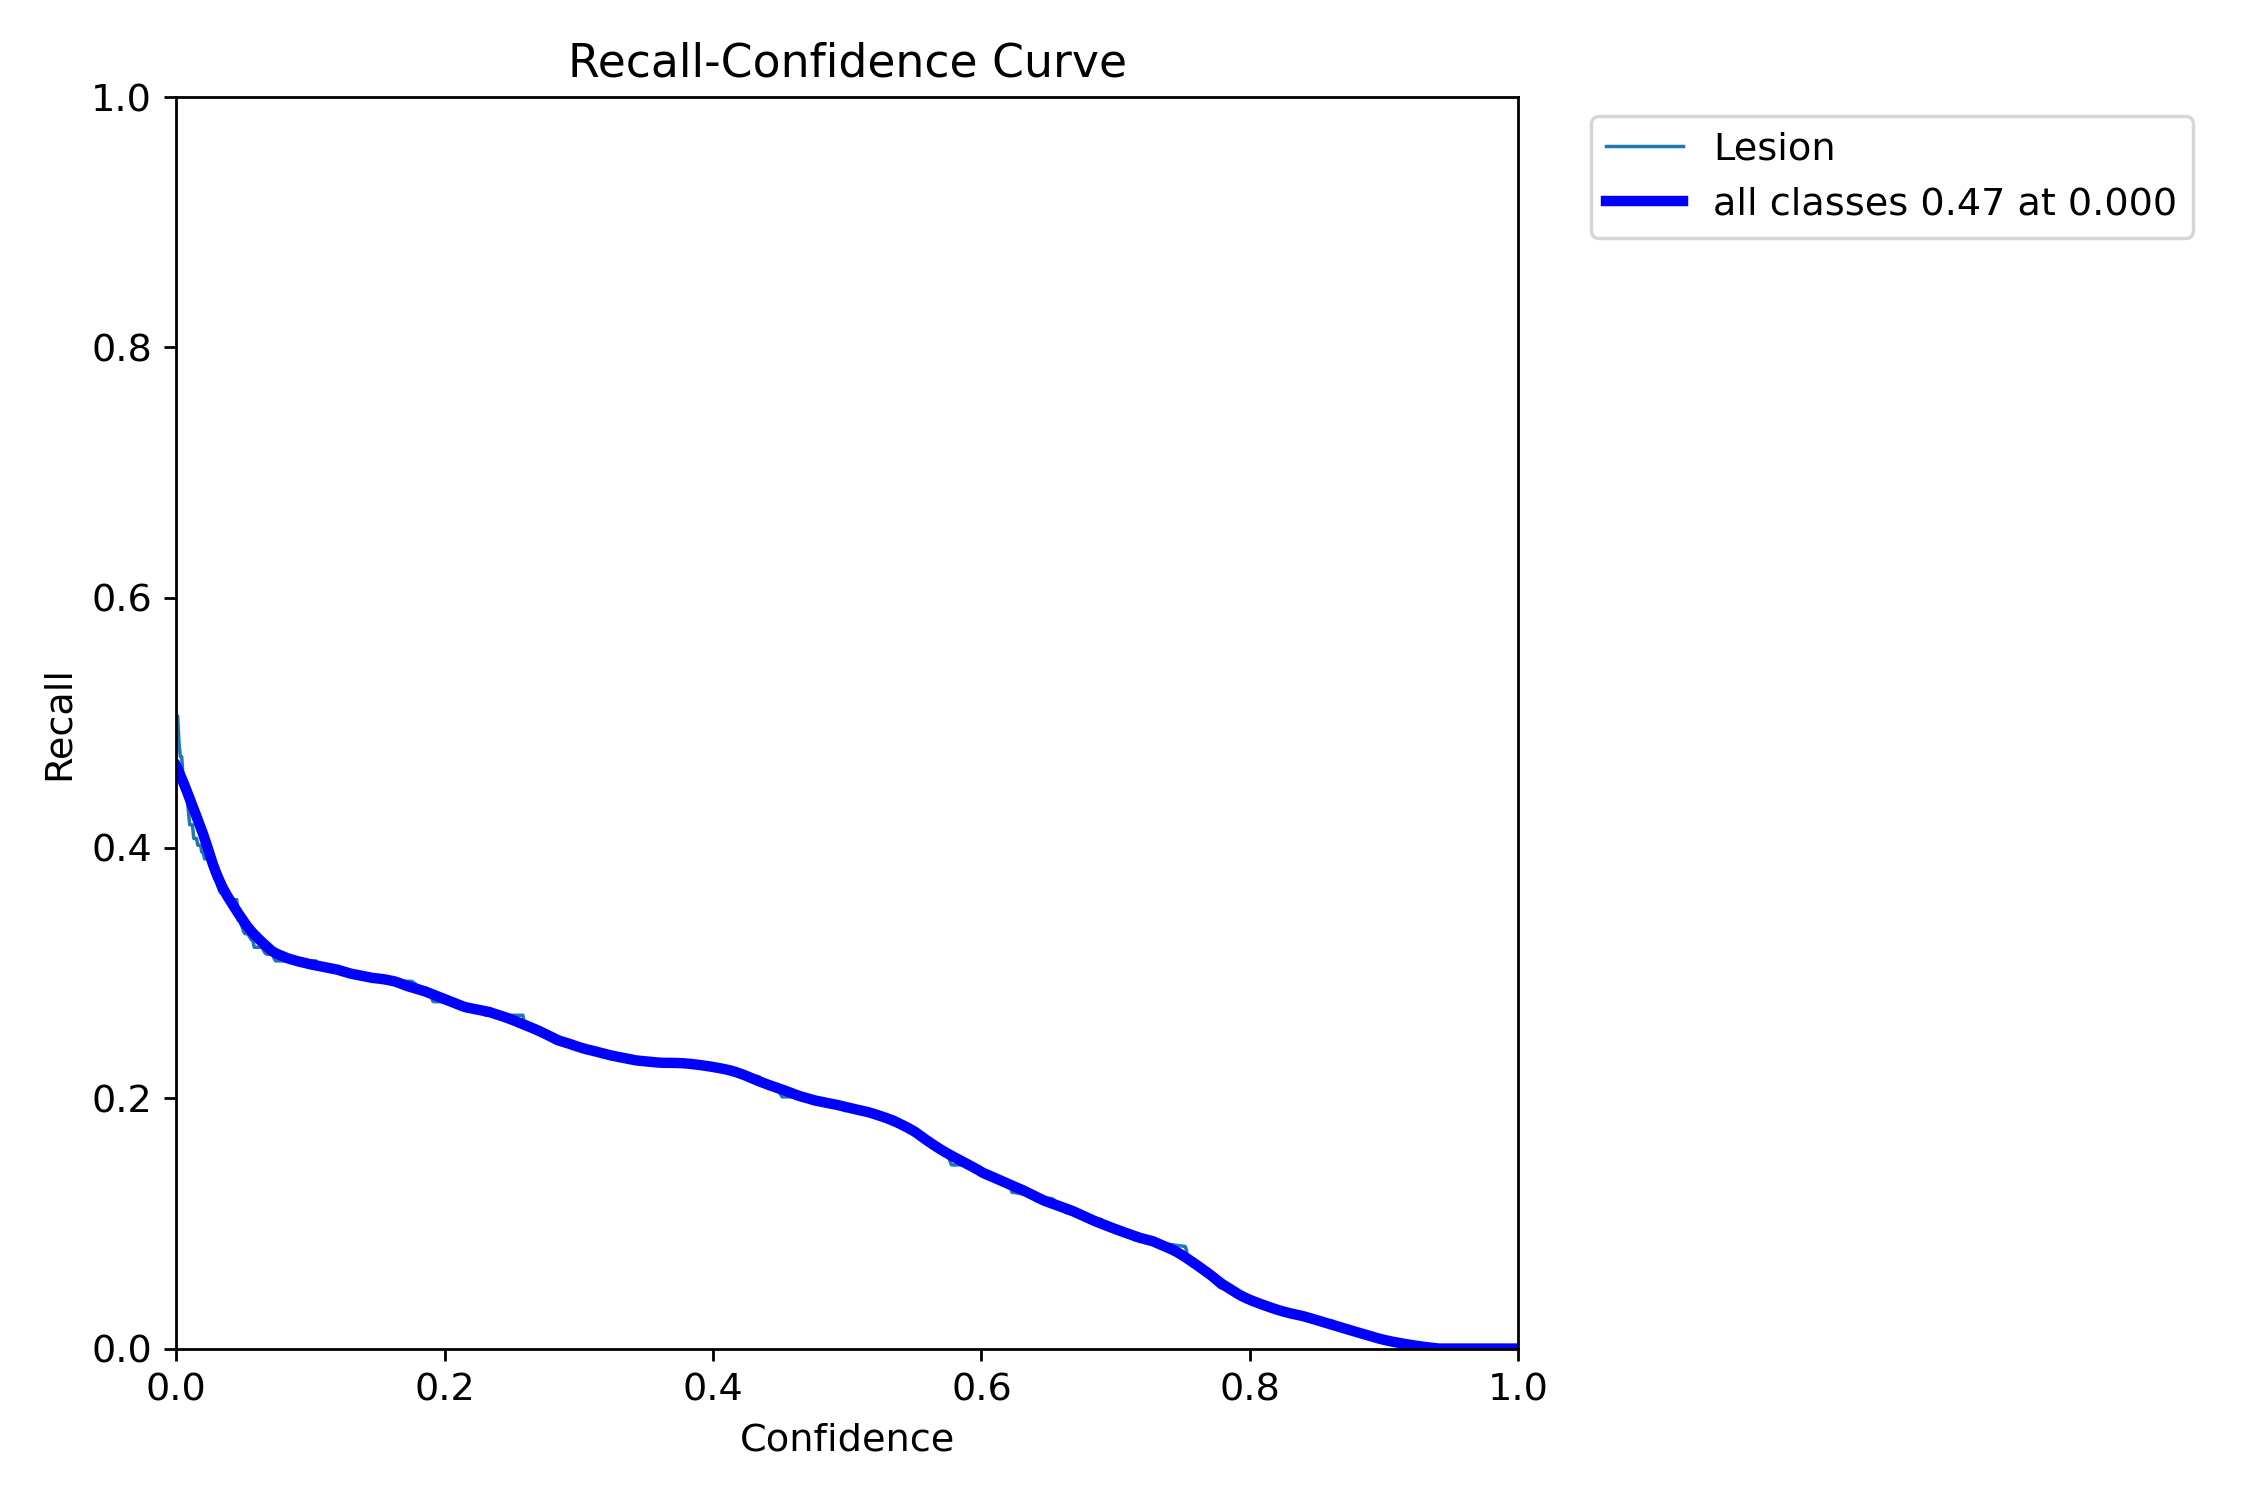 Recall-Confidence Curve
1.0
0.8
0.6
0.4
0.2
0.0
Recall
0.0 0.2 0.4 0.6 0.8 1.0
Confidence
Lesion
all classes 0.47 at 0.000